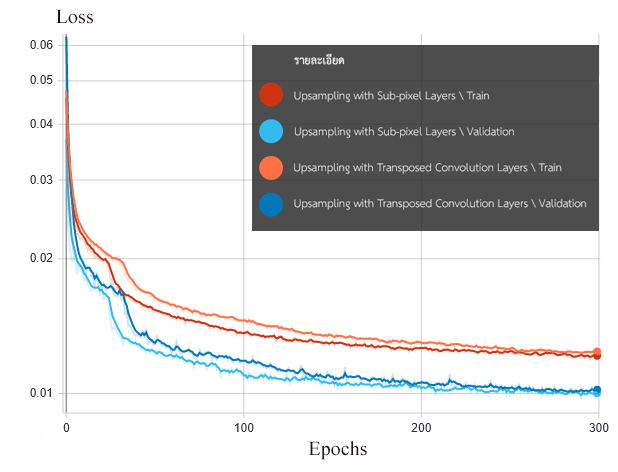 Loss
0.06
0.05
0.04
0.03
0.02
0.01
รายละเอียด
Upsampling with Sub-pixel Layers \ Train
Upsampling with Sub-pixel Layers \ Validation
Upsampling with Transposed Convolution Layers \ Train
Upsampling with Transposed Convolution Layers \ Validation
0 100 200 300
Epochs